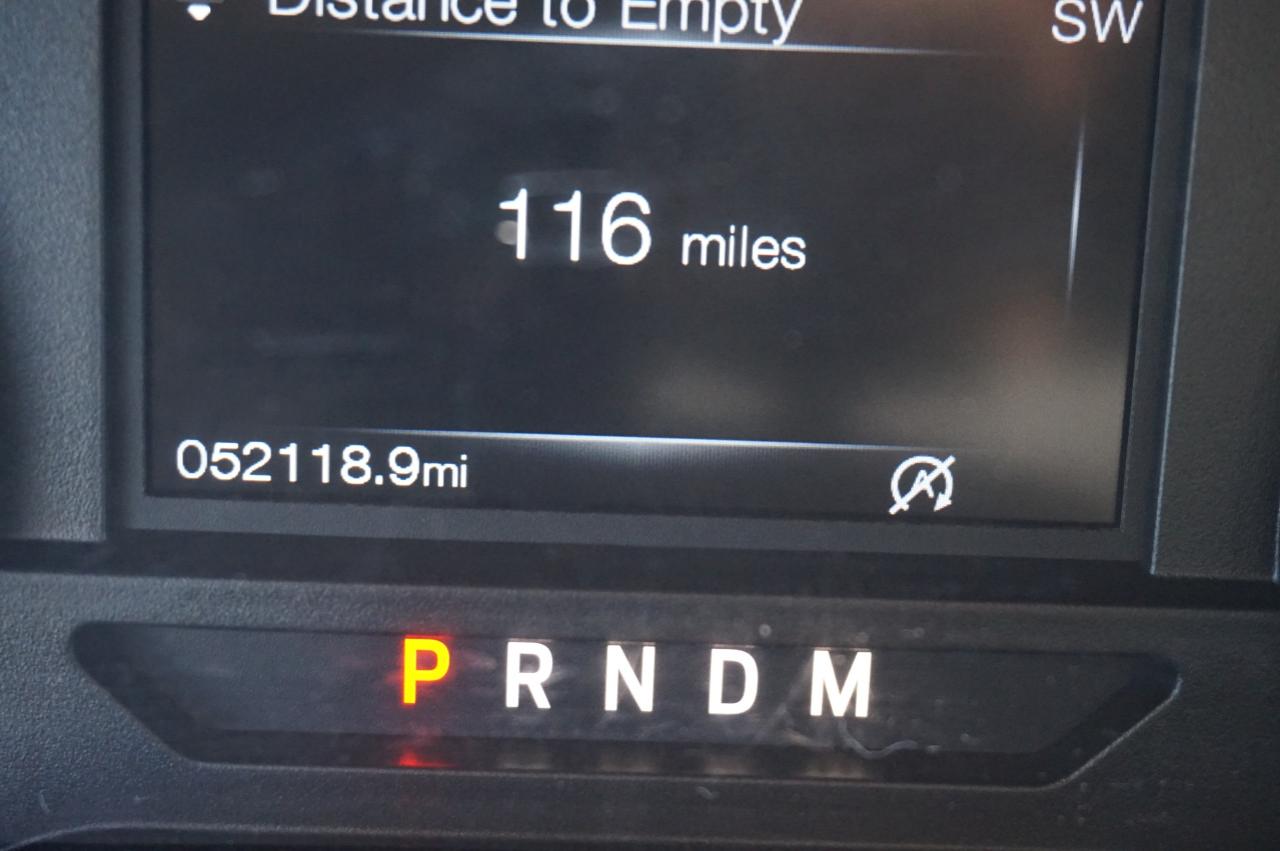 Distance to Empty SW
116 miles
052118.9mi
P R N D M